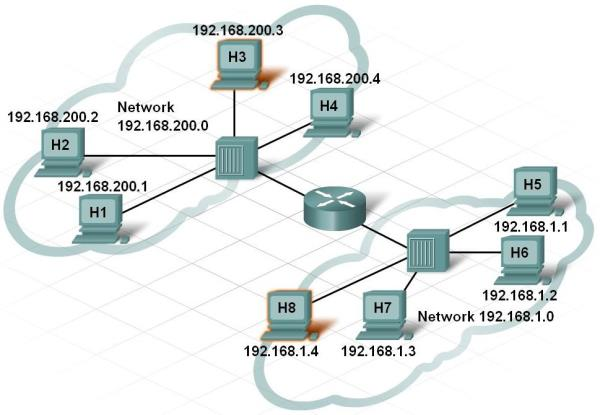 192.168.200.3
H3
192.168.200.4
H4
Network
192.168.200.0
192.168.200.2
H2
192.168.200.1
H1
H5
192.168.1.1
H6
192.168.1.2
H8
192.168.1.4
H7
192.168.1.3
Network 192.168.1.0